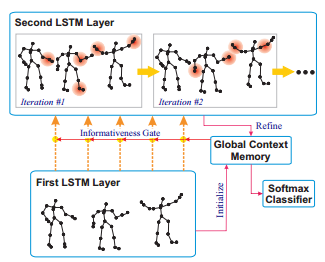 Second LSTM Layer
Iteration #1
Iteration #2
Informativeness Gate
Refine
Global Context
Memory
First LSTM Layer
Initialize
Softmax
Classifier